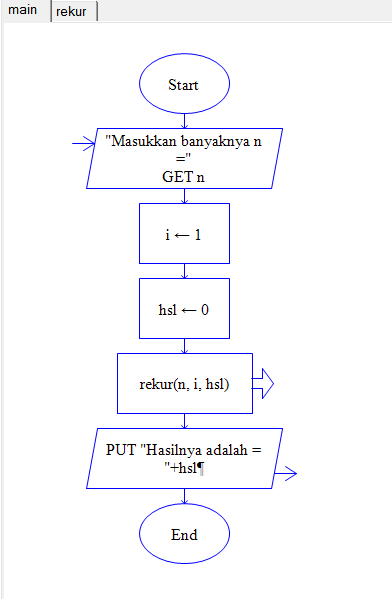 main rekur
Start
"Masukkan banyaknya n
="
GET n
i ← 1
hsl ← 0
rekur(n, i, hsl)
PUT "Hasilnya adalah =
"+hsl¶
End